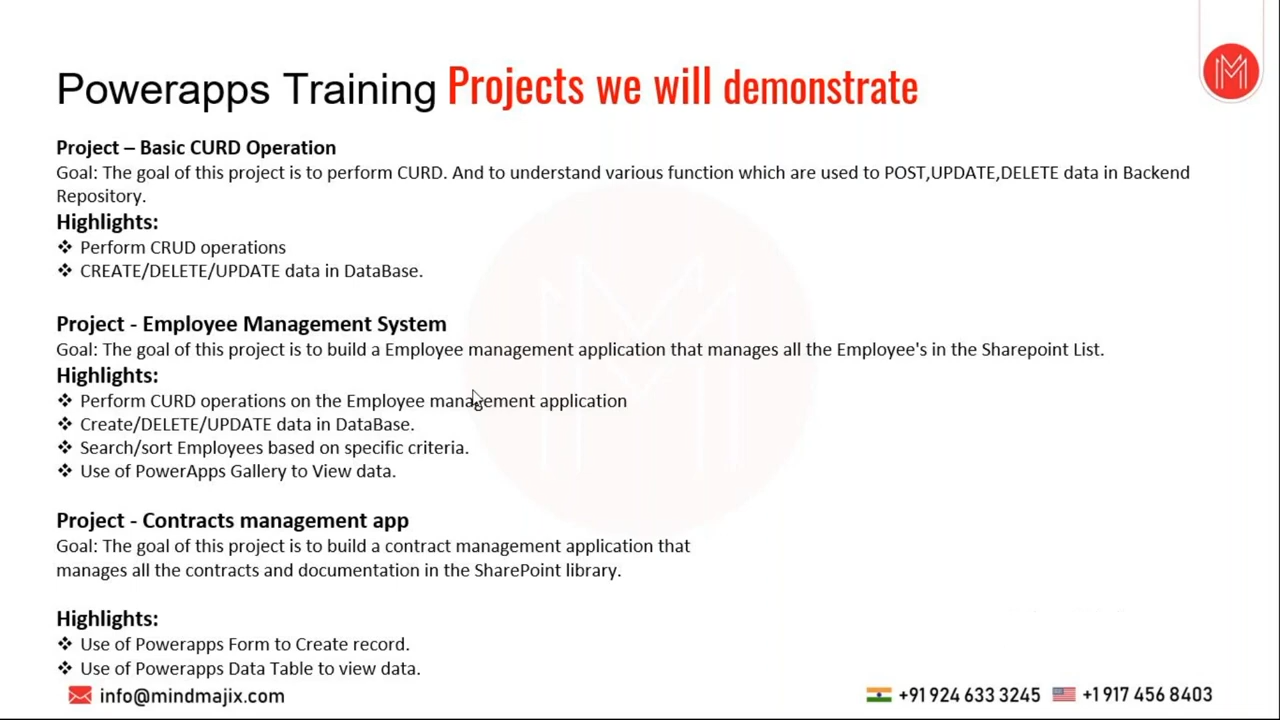 Powerapps Training Projects we will demonstrate
Project – Basic CURD Operation
Goal: The goal of this project is to perform CURD. And to understand various function which are used to POST,UPDATE,DELETE data in Backend
Repository.
Highlights:
❖ Perform CRUD operations
❖ CREATE/DELETE/UPDATE data in DataBase.
Project - Employee Management System
Goal: The goal of this project is to build a Employee management application that manages all the Employee's in the Sharepoint List.
Highlights:
❖ Perform CURD operations on the Employee management application
❖ Create/DELETE/UPDATE data in DataBase.
❖ Search/sort Employees based on specific criteria.
❖ Use of PowerApps Gallery to View data.
Project - Contracts management app
Goal: The goal of this project is to build a contract management application that
manages all the contracts and documentation in the SharePoint library.
Highlights:
❖ Use of Powerapps Form to Create record.
❖ Use of Powerapps Data Table to view data.
info@mindmajix.com +91 924 633 3245 +1 917 456 8403